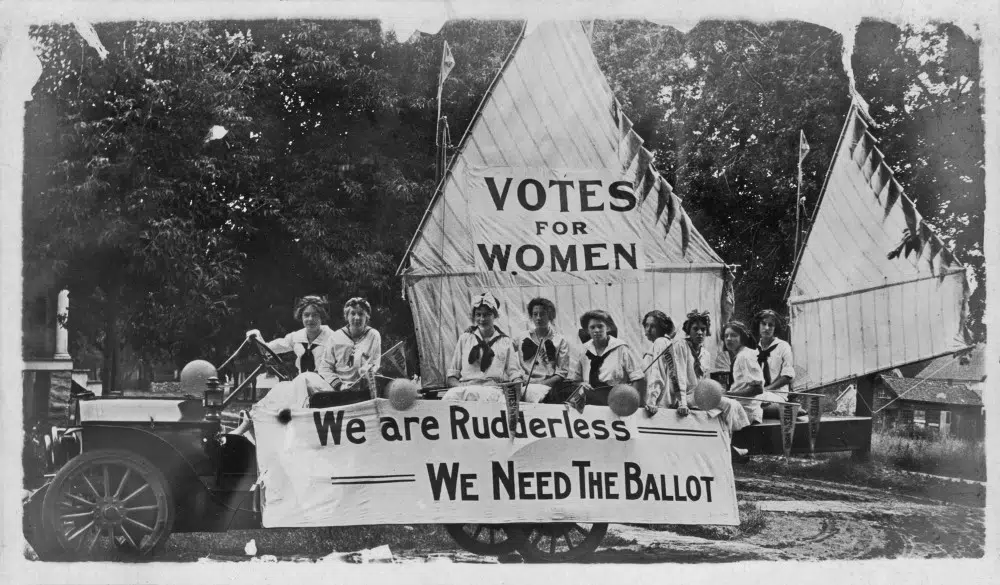 VOTES
FOR
WOMEN
We are Rudderless
We Need The Ballot